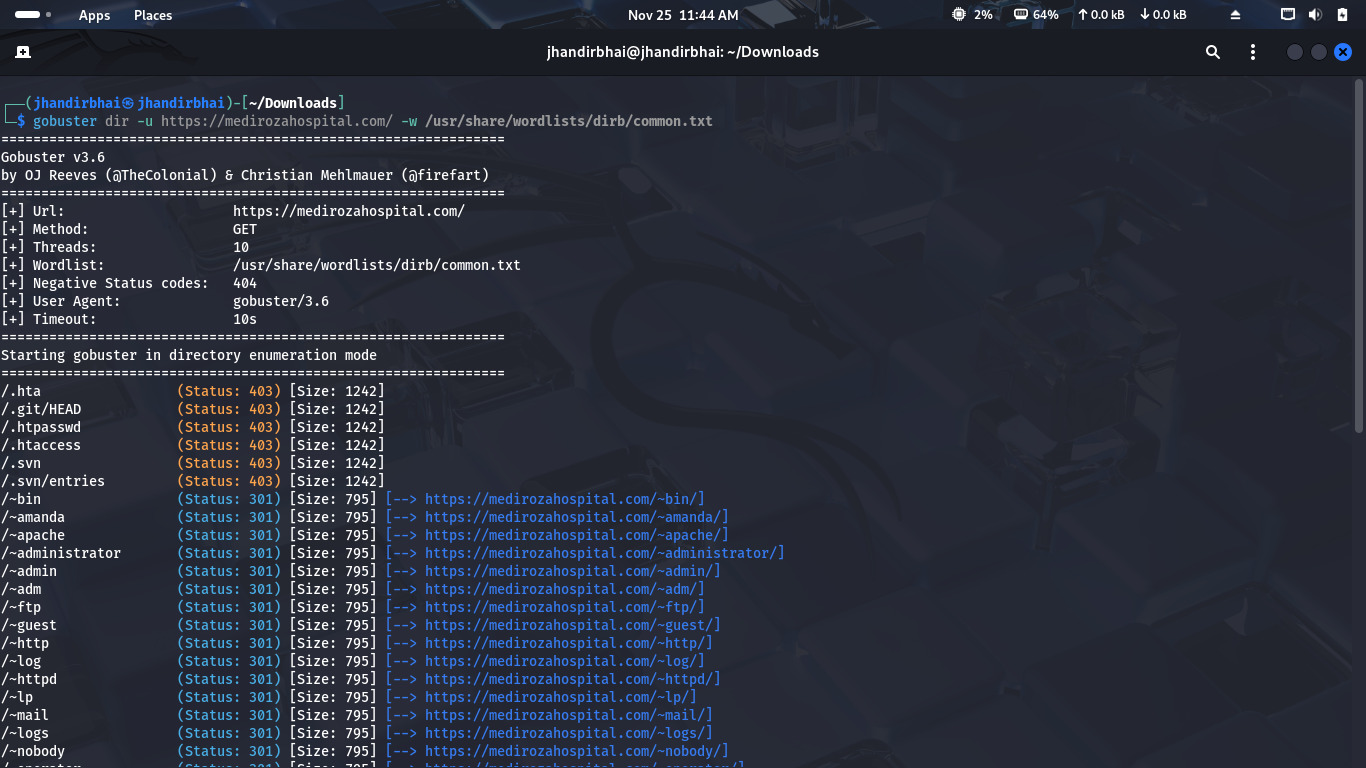 Apps Places Nov 25 11:44 AM 2% 64% 0.0 kB 0.0 kB
jhandirbhai@jhandirbhai: ~/Downloads
┌──(jhandirbhai㉿jhandirbhai)-[~/Downloads]
└─$ gobuster dir -u https://medirozahospital.com/ -w /usr/share/wordlists/dirb/common.txt
===============================================================
Gobuster v3.6
by OJ Reeves (@TheColonial) & Christian Mehlmauer (@firefart)
===============================================================
[+] Url: https://medirozahospital.com/
[+] Method: GET
[+] Threads: 10
[+] Wordlist: /usr/share/wordlists/dirb/common.txt
[+] Negative Status codes: 404
[+] User Agent: gobuster/3.6
[+] Timeout: 10s
===============================================================
Starting gobuster in directory enumeration mode
===============================================================
/.hta (Status: 403) [Size: 1242]
/.git/HEAD (Status: 403) [Size: 1242]
/.htpasswd (Status: 403) [Size: 1242]
/.htaccess (Status: 403) [Size: 1242]
/.svn (Status: 403) [Size: 1242]
/.svn/entries (Status: 403) [Size: 1242]
/~bin (Status: 301) [Size: 795] [--> https://medirozahospital.com/~bin/]
/~amanda (Status: 301) [Size: 795] [--> https://medirozahospital.com/~amanda/]
/~apache (Status: 301) [Size: 795] [--> https://medirozahospital.com/~apache/]
/~administrator (Status: 301) [Size: 795] [--> https://medirozahospital.com/~administrator/]
/~admin (Status: 301) [Size: 795] [--> https://medirozahospital.com/~admin/]
/~adm (Status: 301) [Size: 795] [--> https://medirozahospital.com/~adm/]
/~ftp (Status: 301) [Size: 795] [--> https://medirozahospital.com/~ftp/]
/~guest (Status: 301) [Size: 795] [--> https://medirozahospital.com/~guest/]
/~http (Status: 301) [Size: 795] [--> https://medirozahospital.com/~http/]
/~log (Status: 301) [Size: 795] [--> https://medirozahospital.com/~log/]
/~httpd (Status: 301) [Size: 795] [--> https://medirozahospital.com/~httpd/]
/~lp (Status: 301) [Size: 795] [--> https://medirozahospital.com/~lp/]
/~mail (Status: 301) [Size: 795] [--> https://medirozahospital.com/~mail/]
/~logs (Status: 301) [Size: 795] [--> https://medirozahospital.com/~logs/]
/~nobody (Status: 301) [Size: 795] [--> https://medirozahospital.com/~nobody/]